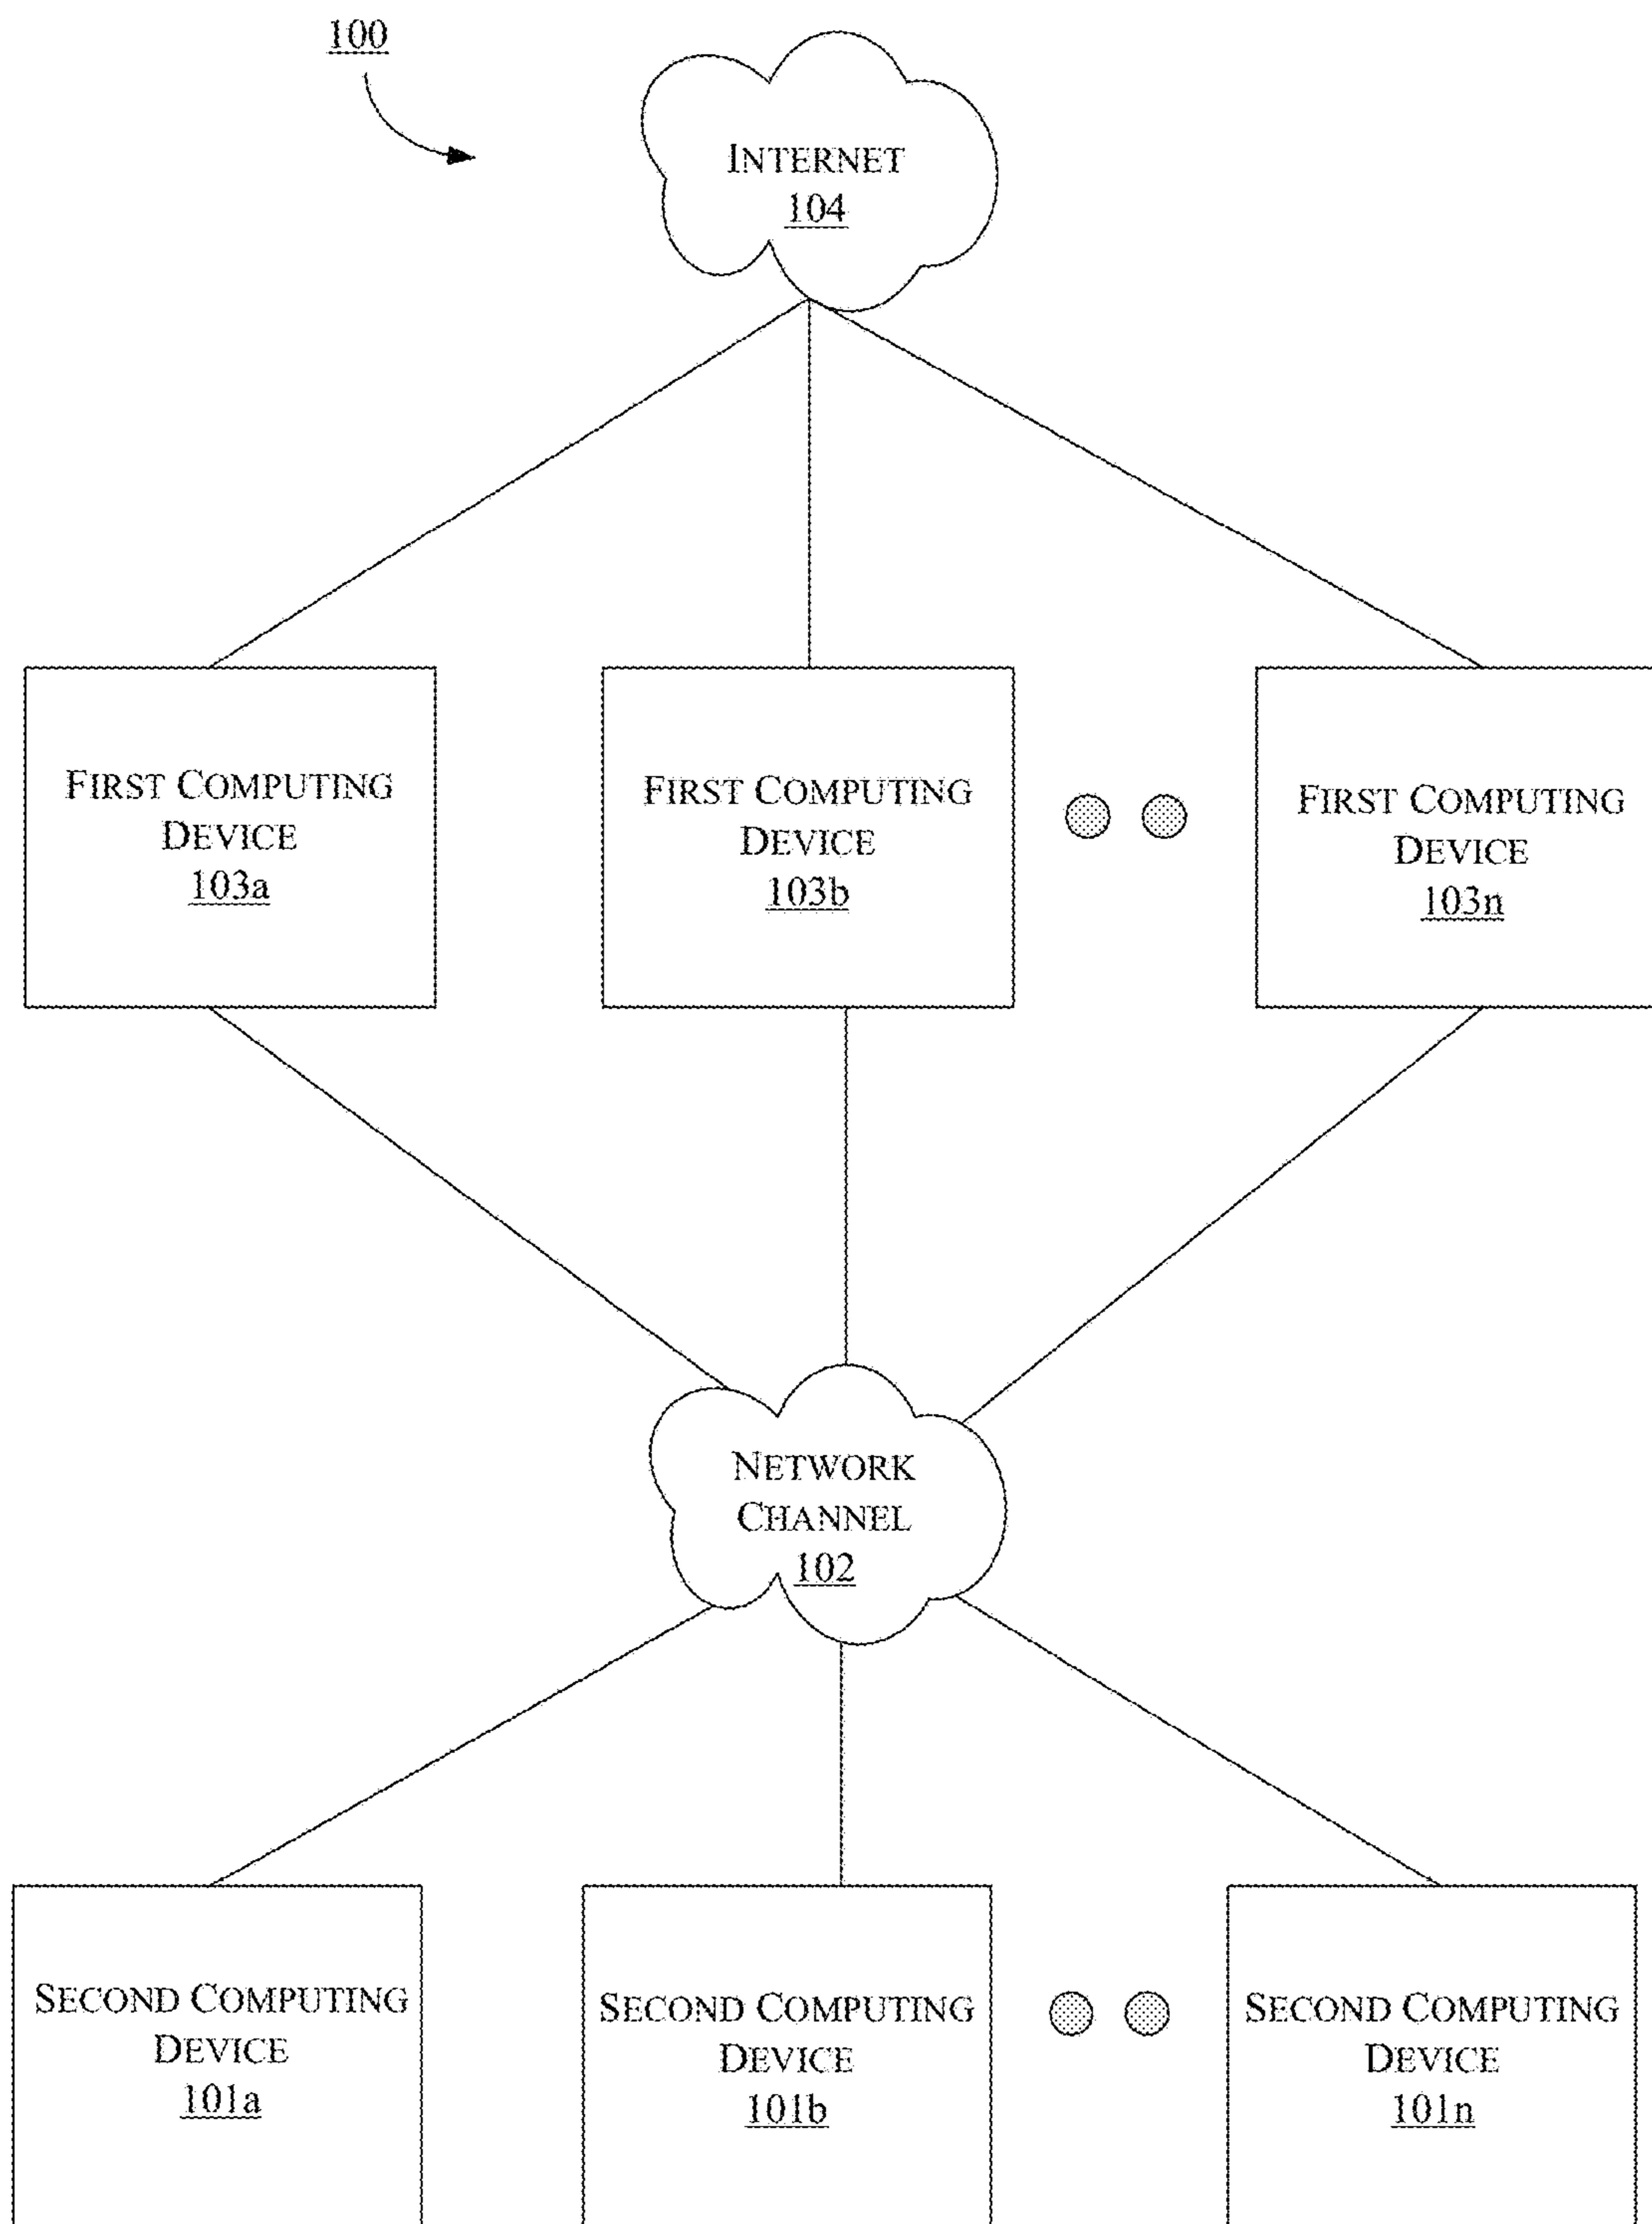 100
INTERNET
104
FIRST COMPUTING
DEVICE
103a
FIRST COMPUTING
DEVICE
103b
FIRST COMPUTING
DEVICE
103n
NETWORK
CHANNEL
102
SECOND COMPUTING
DEVICE
101a
SECOND COMPUTING
DEVICE
101b
SECOND COMPUTING
DEVICE
101n